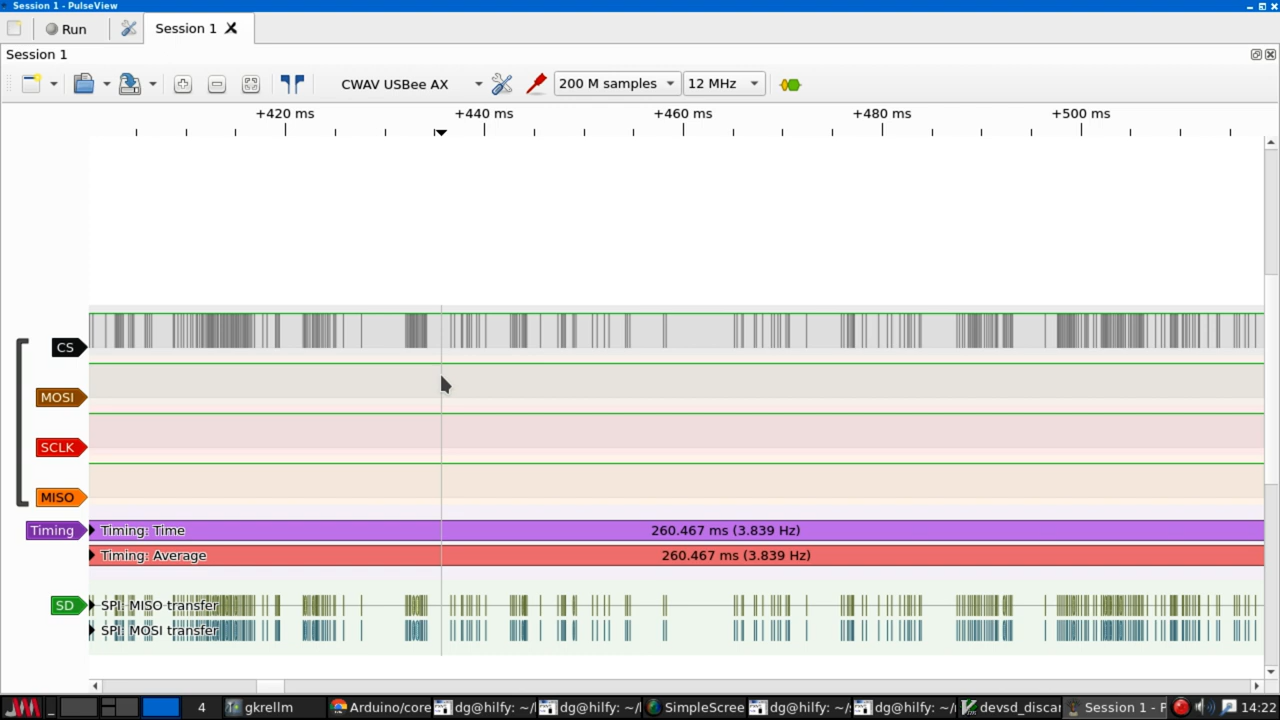 Session 1 - PulseView
Run
Session 1
Session 1
CWAV USBee AX
200 M samples
12 MHz
+420 ms +440 ms +460 ms +480 ms +500 ms
CS
MOSI
SCLK
MISO
Timing
Timing: Time
260.467 ms (3.839 Hz)
Timing: Average
260.467 ms (3.839 Hz)
SD
SPI: MISO transfer
SPI: MOSI transfer
4 gkrellm Arduino/core dg@hilfy: ~/ dg@hilfy: ~/ SimpleScree dg@hilfy: ~/ dg@hilfy: ~/ devsd_discar Session 1 - P 14:22